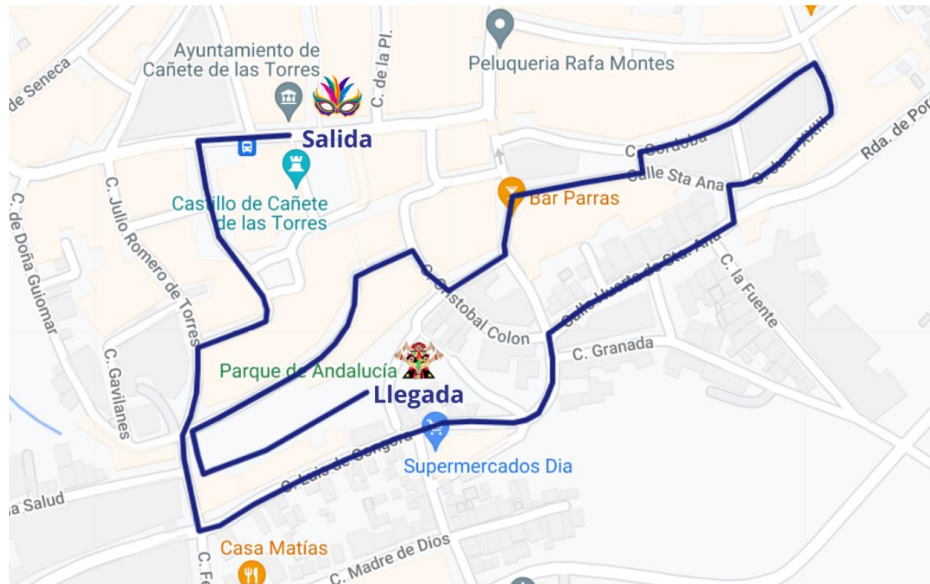 Ayuntamiento de
Cañete de las Torres
C. de la Pl.
Peluqueria Rafa Montes
de Seneca
Salida
C. Cordoba
C. Juan XXIII
Rda. de Por
Calle Sta Ana
Castillo de Cañete
de las Torres
Bar Parras
C. Julio Romero de Torres
C. de Doña Guiomar
Calle Huerto de Sta. Ana
C. la Fuente
C. Cristobal Colon
C. Granada
C. Gavilanes
Parque de Andalucía
Llegada
C. Luis de Gongora
Supermercados Dia
a Salud
Casa Matías
C. Fe
C. Madre de Dios